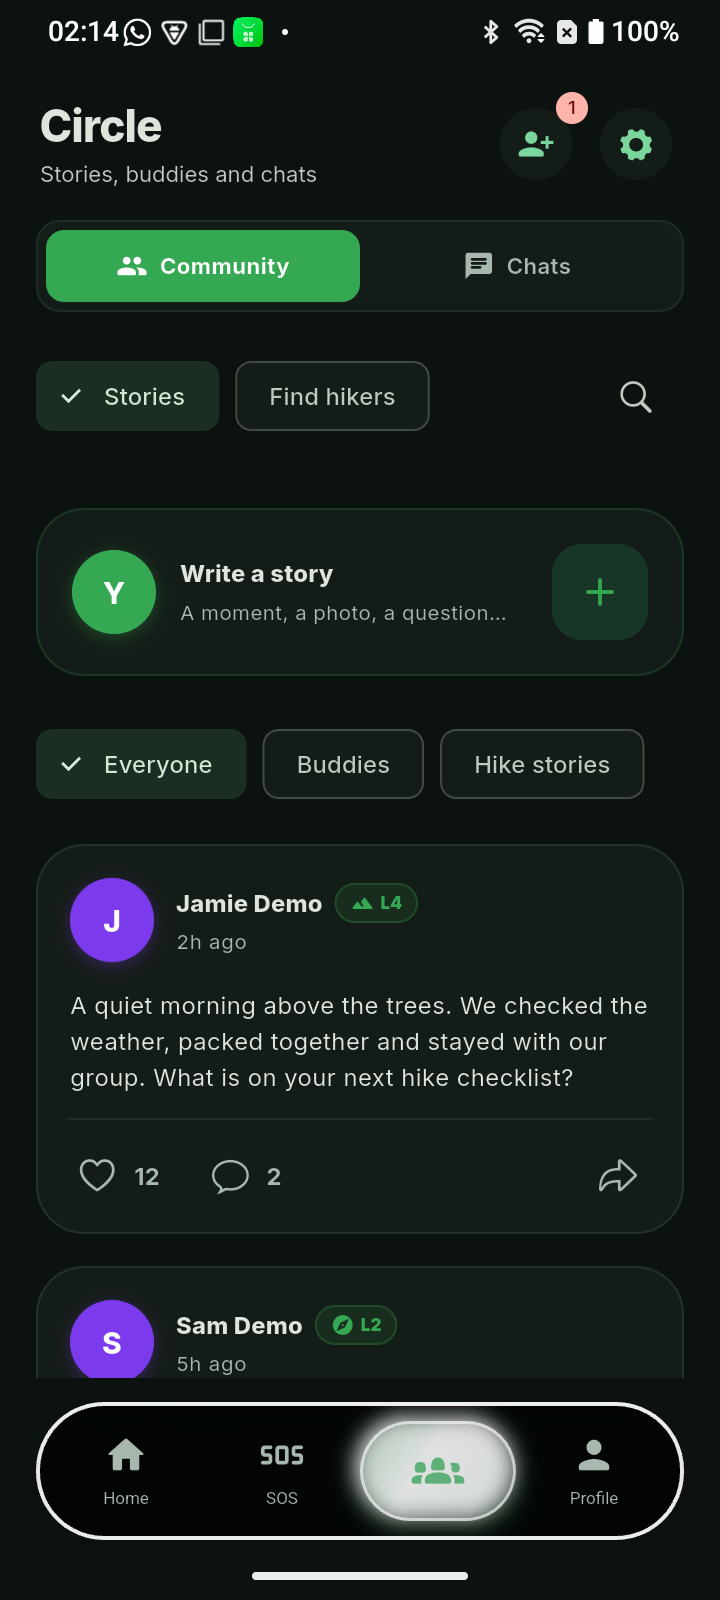 02:14
100%
Circle
1
Stories, buddies and chats
Community
Chats
Stories
Find hikers
Y
Write a story
A moment, a photo, a question...
Everyone
Buddies
Hike stories
J
Jamie Demo
L4
2h ago
A quiet morning above the trees. We checked the
weather, packed together and stayed with our
group. What is on your next hike checklist?
12
2
S
Sam Demo
L2
5h ago
SOS
Home
SOS
Profile